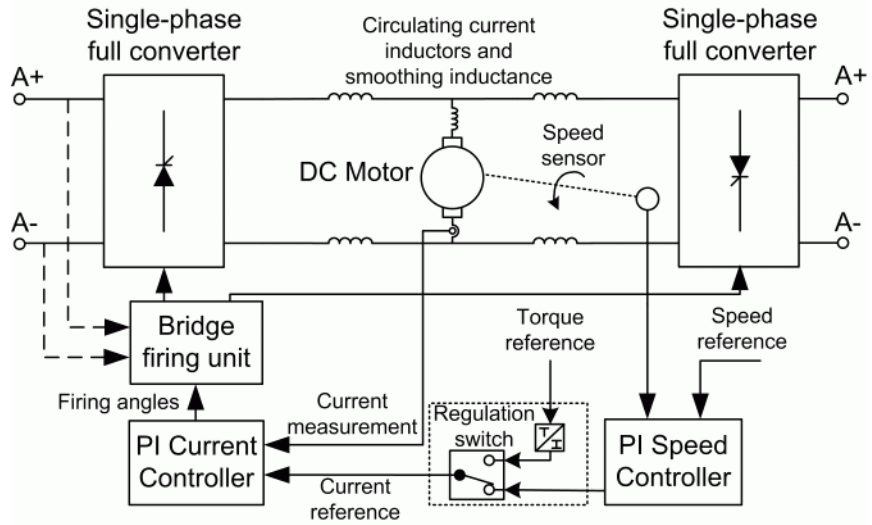 Single-phase
full converter
Circulating current
inductors and
smoothing inductance
Single-phase
full converter
A+
A+
DC Motor
Speed
sensor
A-
A-
Bridge
firing unit
Torque
reference
Speed
reference
Firing angles
Current
measurement
Regulation
switch
T
I
PI Current
Controller
Current
reference
PI Speed
Controller